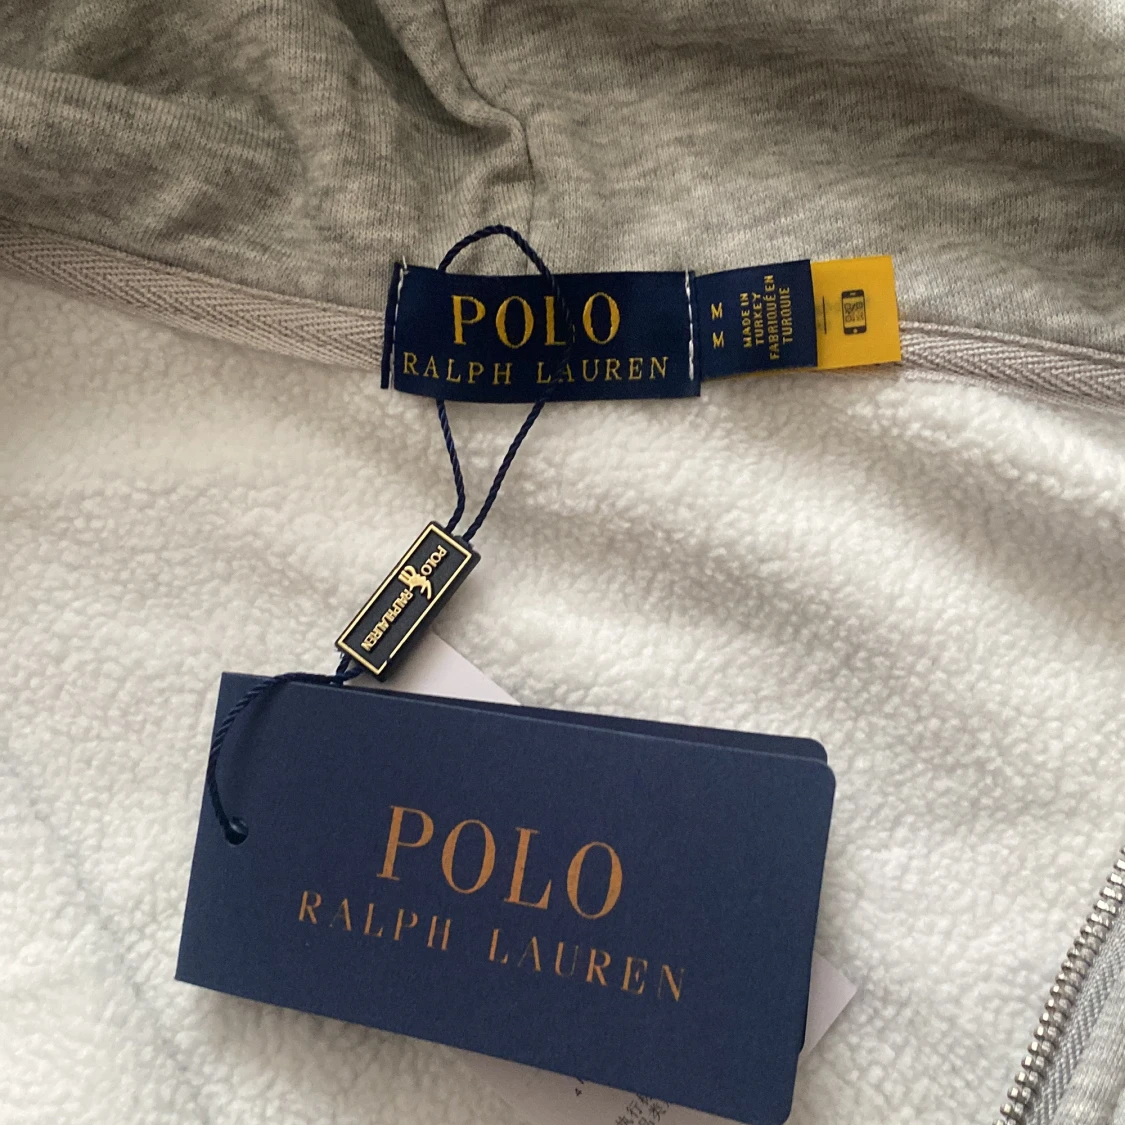 POLO
RALPH LAUREN
M
M
MADE IN
TURKEY
FABRIQUÉ EN
TURQUIE
POLO RALPH LAUREN
POLO
RALPH LAUREN